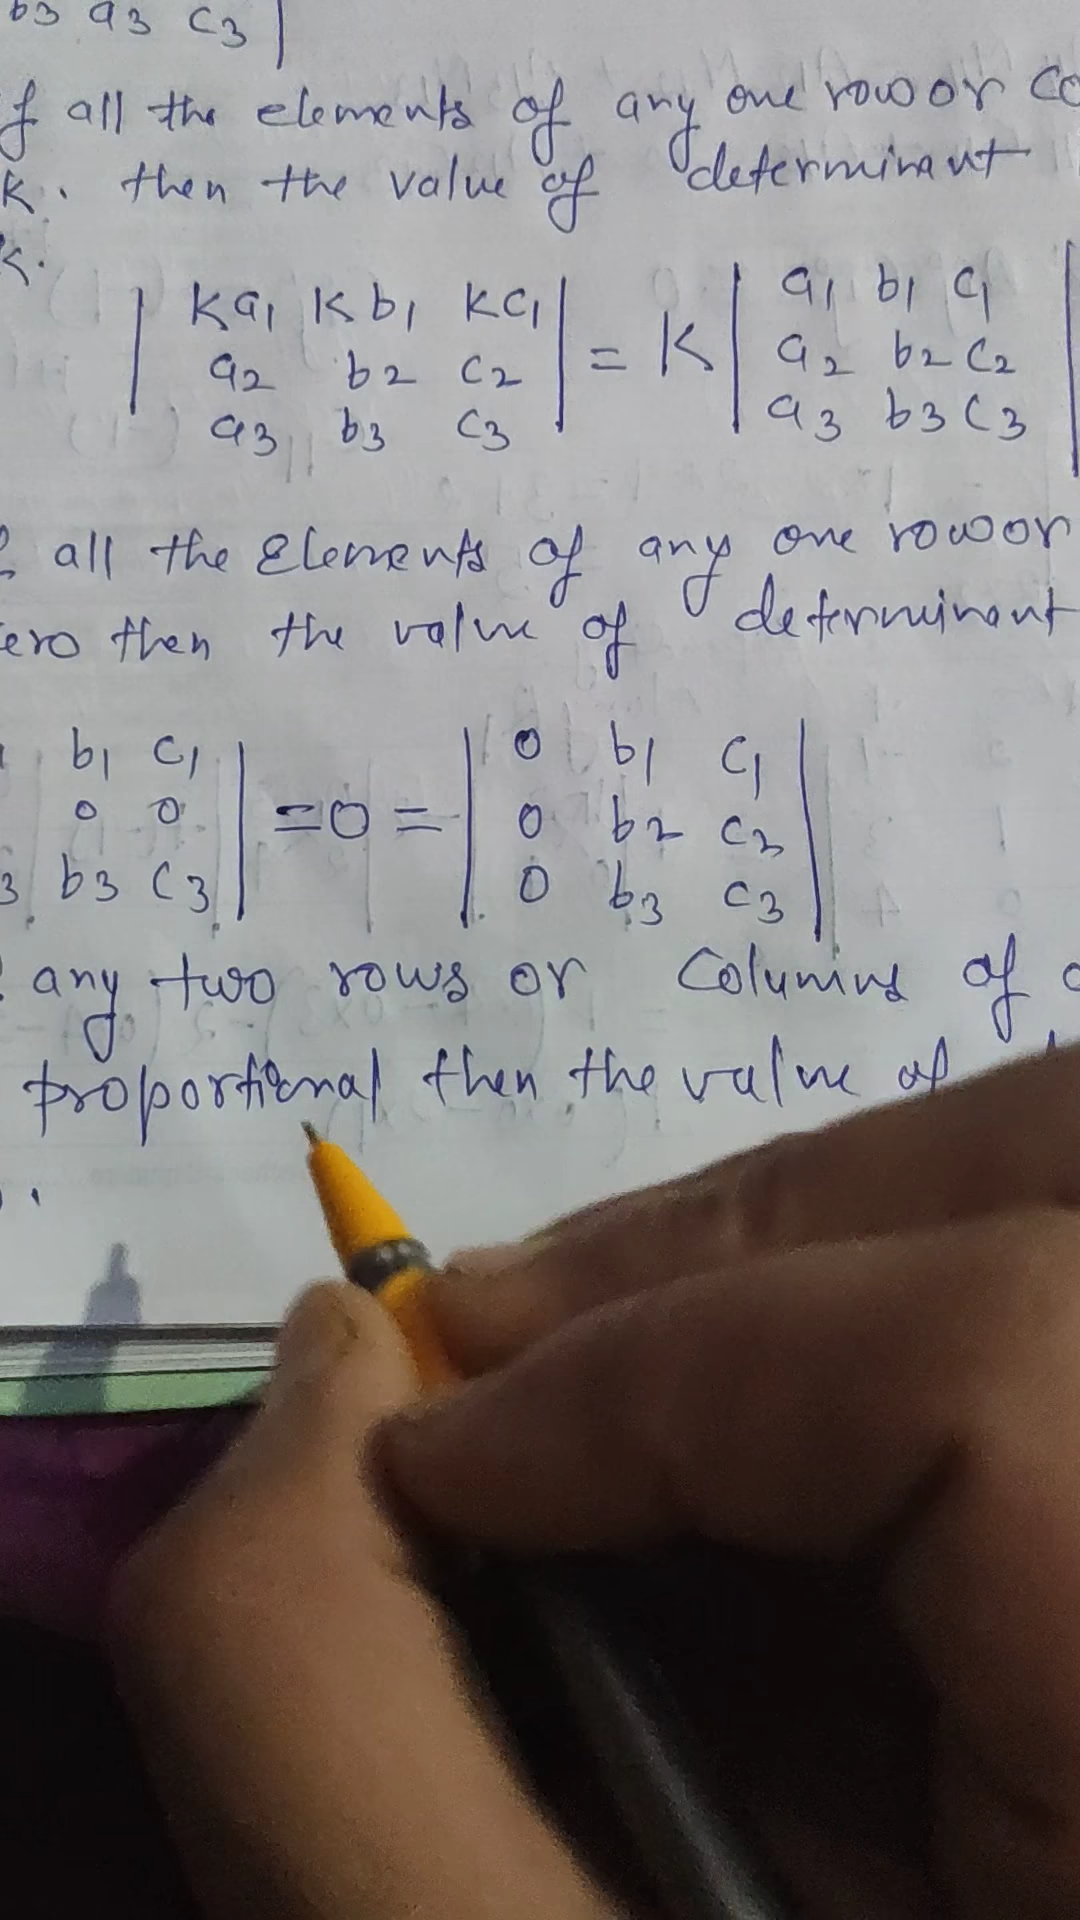 b3 a3 c3 |
f all the elements of any one row or co
K. then the value of determinant
K.
| Ka1 Kb1 Kc1 | = K | a1 b1 c1 |
a2 b2 c2 a2 b2 c2
a3 b3 c3 a3 b3 c3
all the Elements of any one row or
ero then the value of determinant
b1 c1 | 0 b1 c1 |
0 0 | =0= 0 b2 c2
3 b3 c3 0 b3 c3
any two rows or Columns of
proportional then the value of